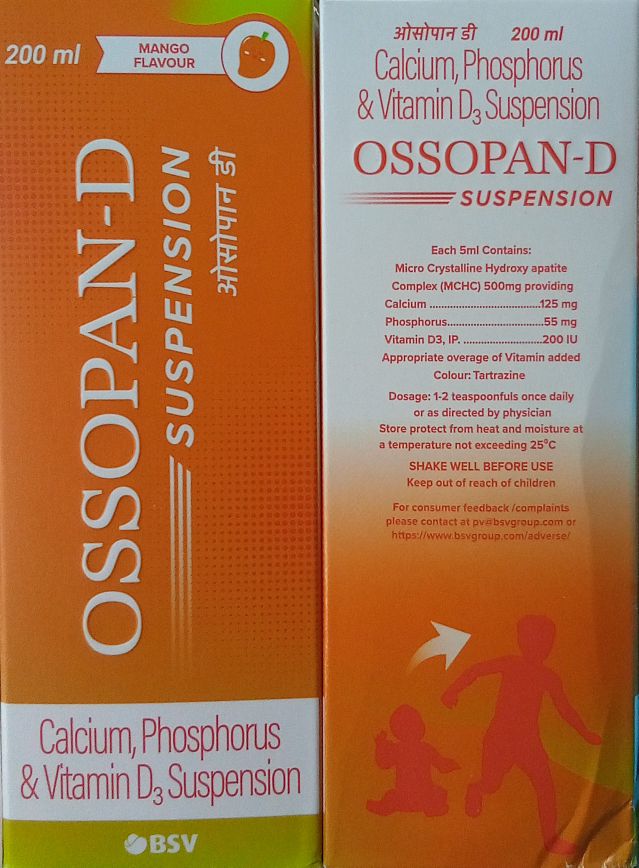 200 ml
MANGO
FLAVOUR
OSSOPAN-D
SUSPENSION
ओसोपान डी
Calcium, Phosphorus
& Vitamin D3 Suspension
BSV
ओसोपान डी 200 ml
Calcium, Phosphorus
& Vitamin D3 Suspension
OSSOPAN-D
SUSPENSION
Each 5ml Contains:
Micro Crystalline Hydroxy apatite
Complex (MCHC) 500mg providing
Calcium ......................................125 mg
Phosphorus.................................55 mg
Vitamin D3, IP. ...........................200 IU
Appropriate overage of Vitamin added
Colour: Tartrazine
Dosage: 1-2 teaspoonfuls once daily
or as directed by physician
Store protect from heat and moisture at
a temperature not exceeding 25°C
SHAKE WELL BEFORE USE
Keep out of reach of children
For consumer feedback /complaints
please contact at pv@bsvgroup.com or
https://www.bsvgroup.com/adverse/